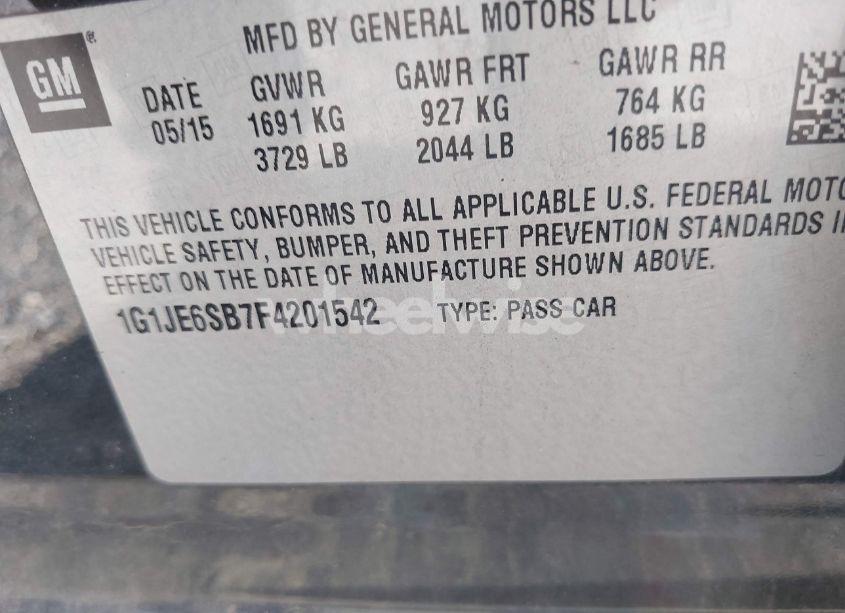 MFD BY GENERAL MOTORS LLC
GM
DATE GVWR GAWR FRT GAWR RR
05/15 1691 KG 927 KG 764 KG
3729 LB 2044 LB 1685 LB
THIS VEHICLE CONFORMS TO ALL APPLICABLE U.S. FEDERAL MOTO
VEHICLE SAFETY, BUMPER, AND THEFT PREVENTION STANDARDS I
EFFECT ON THE DATE OF MANUFACTURE SHOWN ABOVE.
1G1JE6SB7F4201542 TYPE: PASS CAR
wheelwise